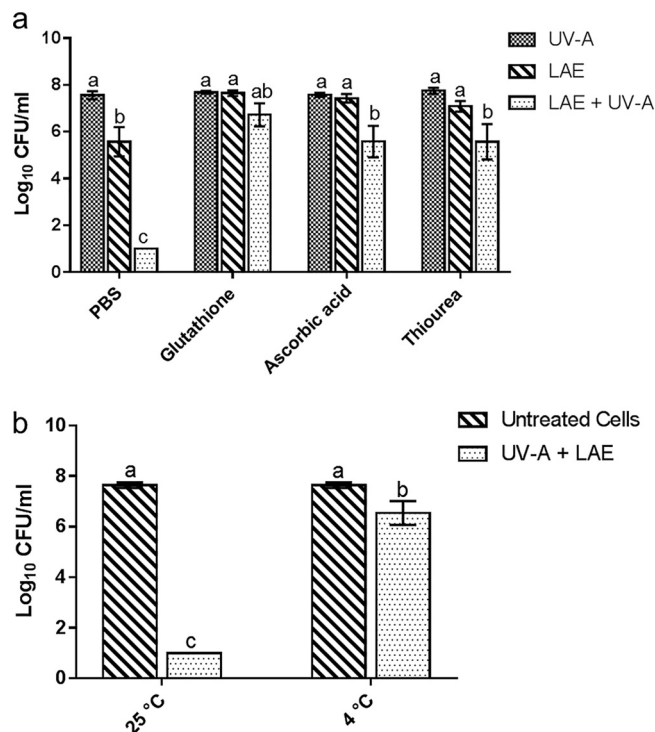 a
UV-A
LAE
LAE + UV-A
Log10 CFU/ml
10
8
6
4
2
0
a
b
c
a
a
ab
a
a
b
a
a
b
PBS
Glutathione
Ascorbic acid
Thiourea
b
Untreated Cells
UV-A + LAE
Log10 CFU/ml
10
8
6
4
2
0
a
c
a
b
25 °C
4 °C